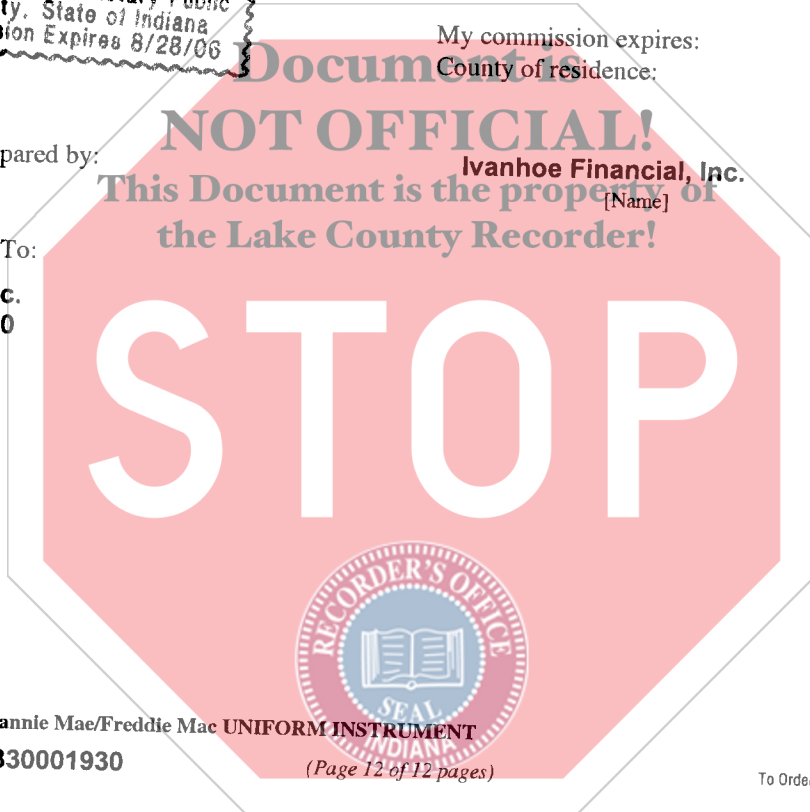 ty, State of Indiana
ion Expires 8/28/06
My commission expires:
County of residence:
Document is
NOT OFFICIAL!
pared by:
Ivanhoe Financial, Inc.
This Document is the property of
[Name]
the Lake County Recorder!
To:
c.
0
STOP
RECORDER'S OFFICE
SEAL
INDIANA
annie Mae/Freddie Mac UNIFORM INSTRUMENT
30001930
(Page 12 of 12 pages)
To Orde